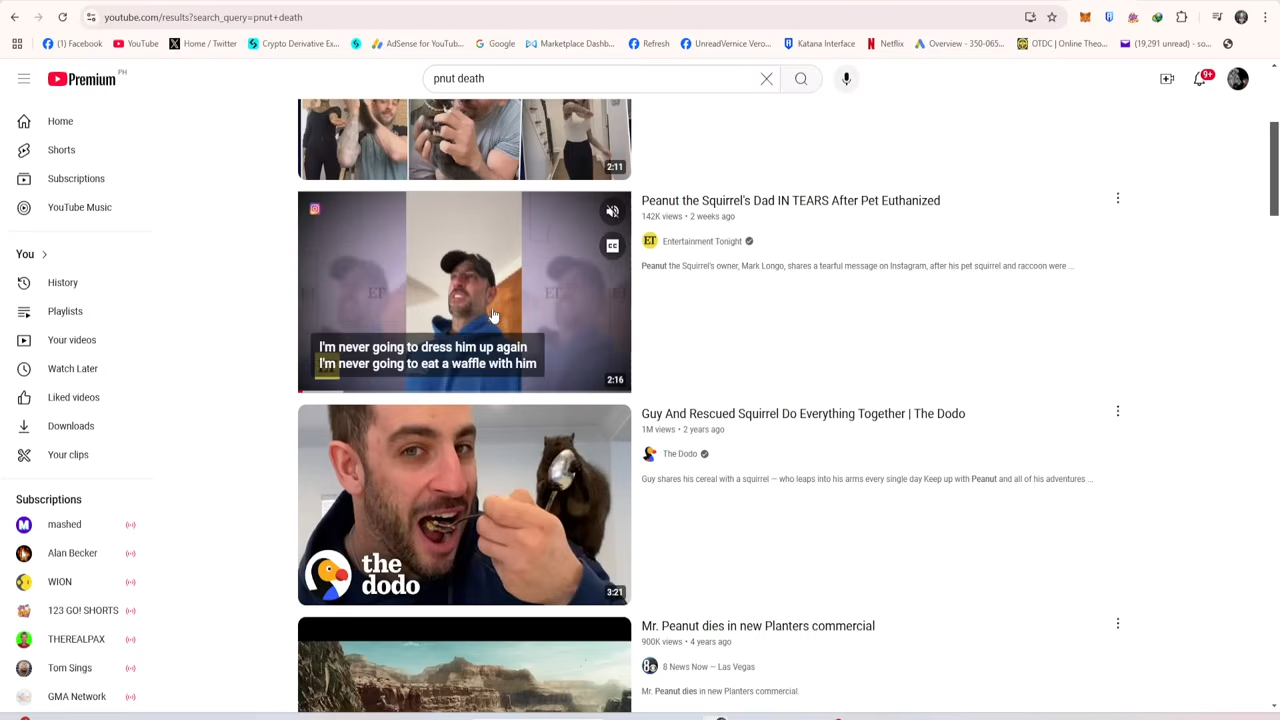 youtube.com/results?search_query=pnut+death
(1) Facebook
YouTube
Home / Twitter
Crypto Derivative Ex...
AdSense for YouTub...
Google
Marketplace Dashb...
Refresh
UnreadVernice Vero...
Katana Interface
Netflix
Overview - 350-065...
OTDC | Online Theo...
(19,291 unread) - so...
Premium PH
pnut death
9+
Home
Shorts
Subscriptions
YouTube Music
You
History
Playlists
Your videos
Watch Later
Liked videos
Downloads
Your clips
Subscriptions
mashed
Alan Becker
WION
123 GO! SHORTS
THEREALPAX
Tom Sings
GMA Network
2:11
CC
ET
ET
I'm never going to dress him up again
I'm never going to eat a waffle with him
2:16
Peanut the Squirrel's Dad IN TEARS After Pet Euthanized
142K views • 2 weeks ago
ET
Entertainment Tonight
Peanut the Squirrel's owner, Mark Longo, shares a tearful message on Instagram, after his pet squirrel and raccoon were ...
the
dodo
3:21
Guy And Rescued Squirrel Do Everything Together | The Dodo
1M views • 2 years ago
The Dodo
Guy shares his cereal with a squirrel — who leaps into his arms every single day Keep up with Peanut and all of his adventures ...
Mr. Peanut dies in new Planters commercial
900K views • 4 years ago
8 News Now — Las Vegas
Mr. Peanut dies in new Planters commercial.